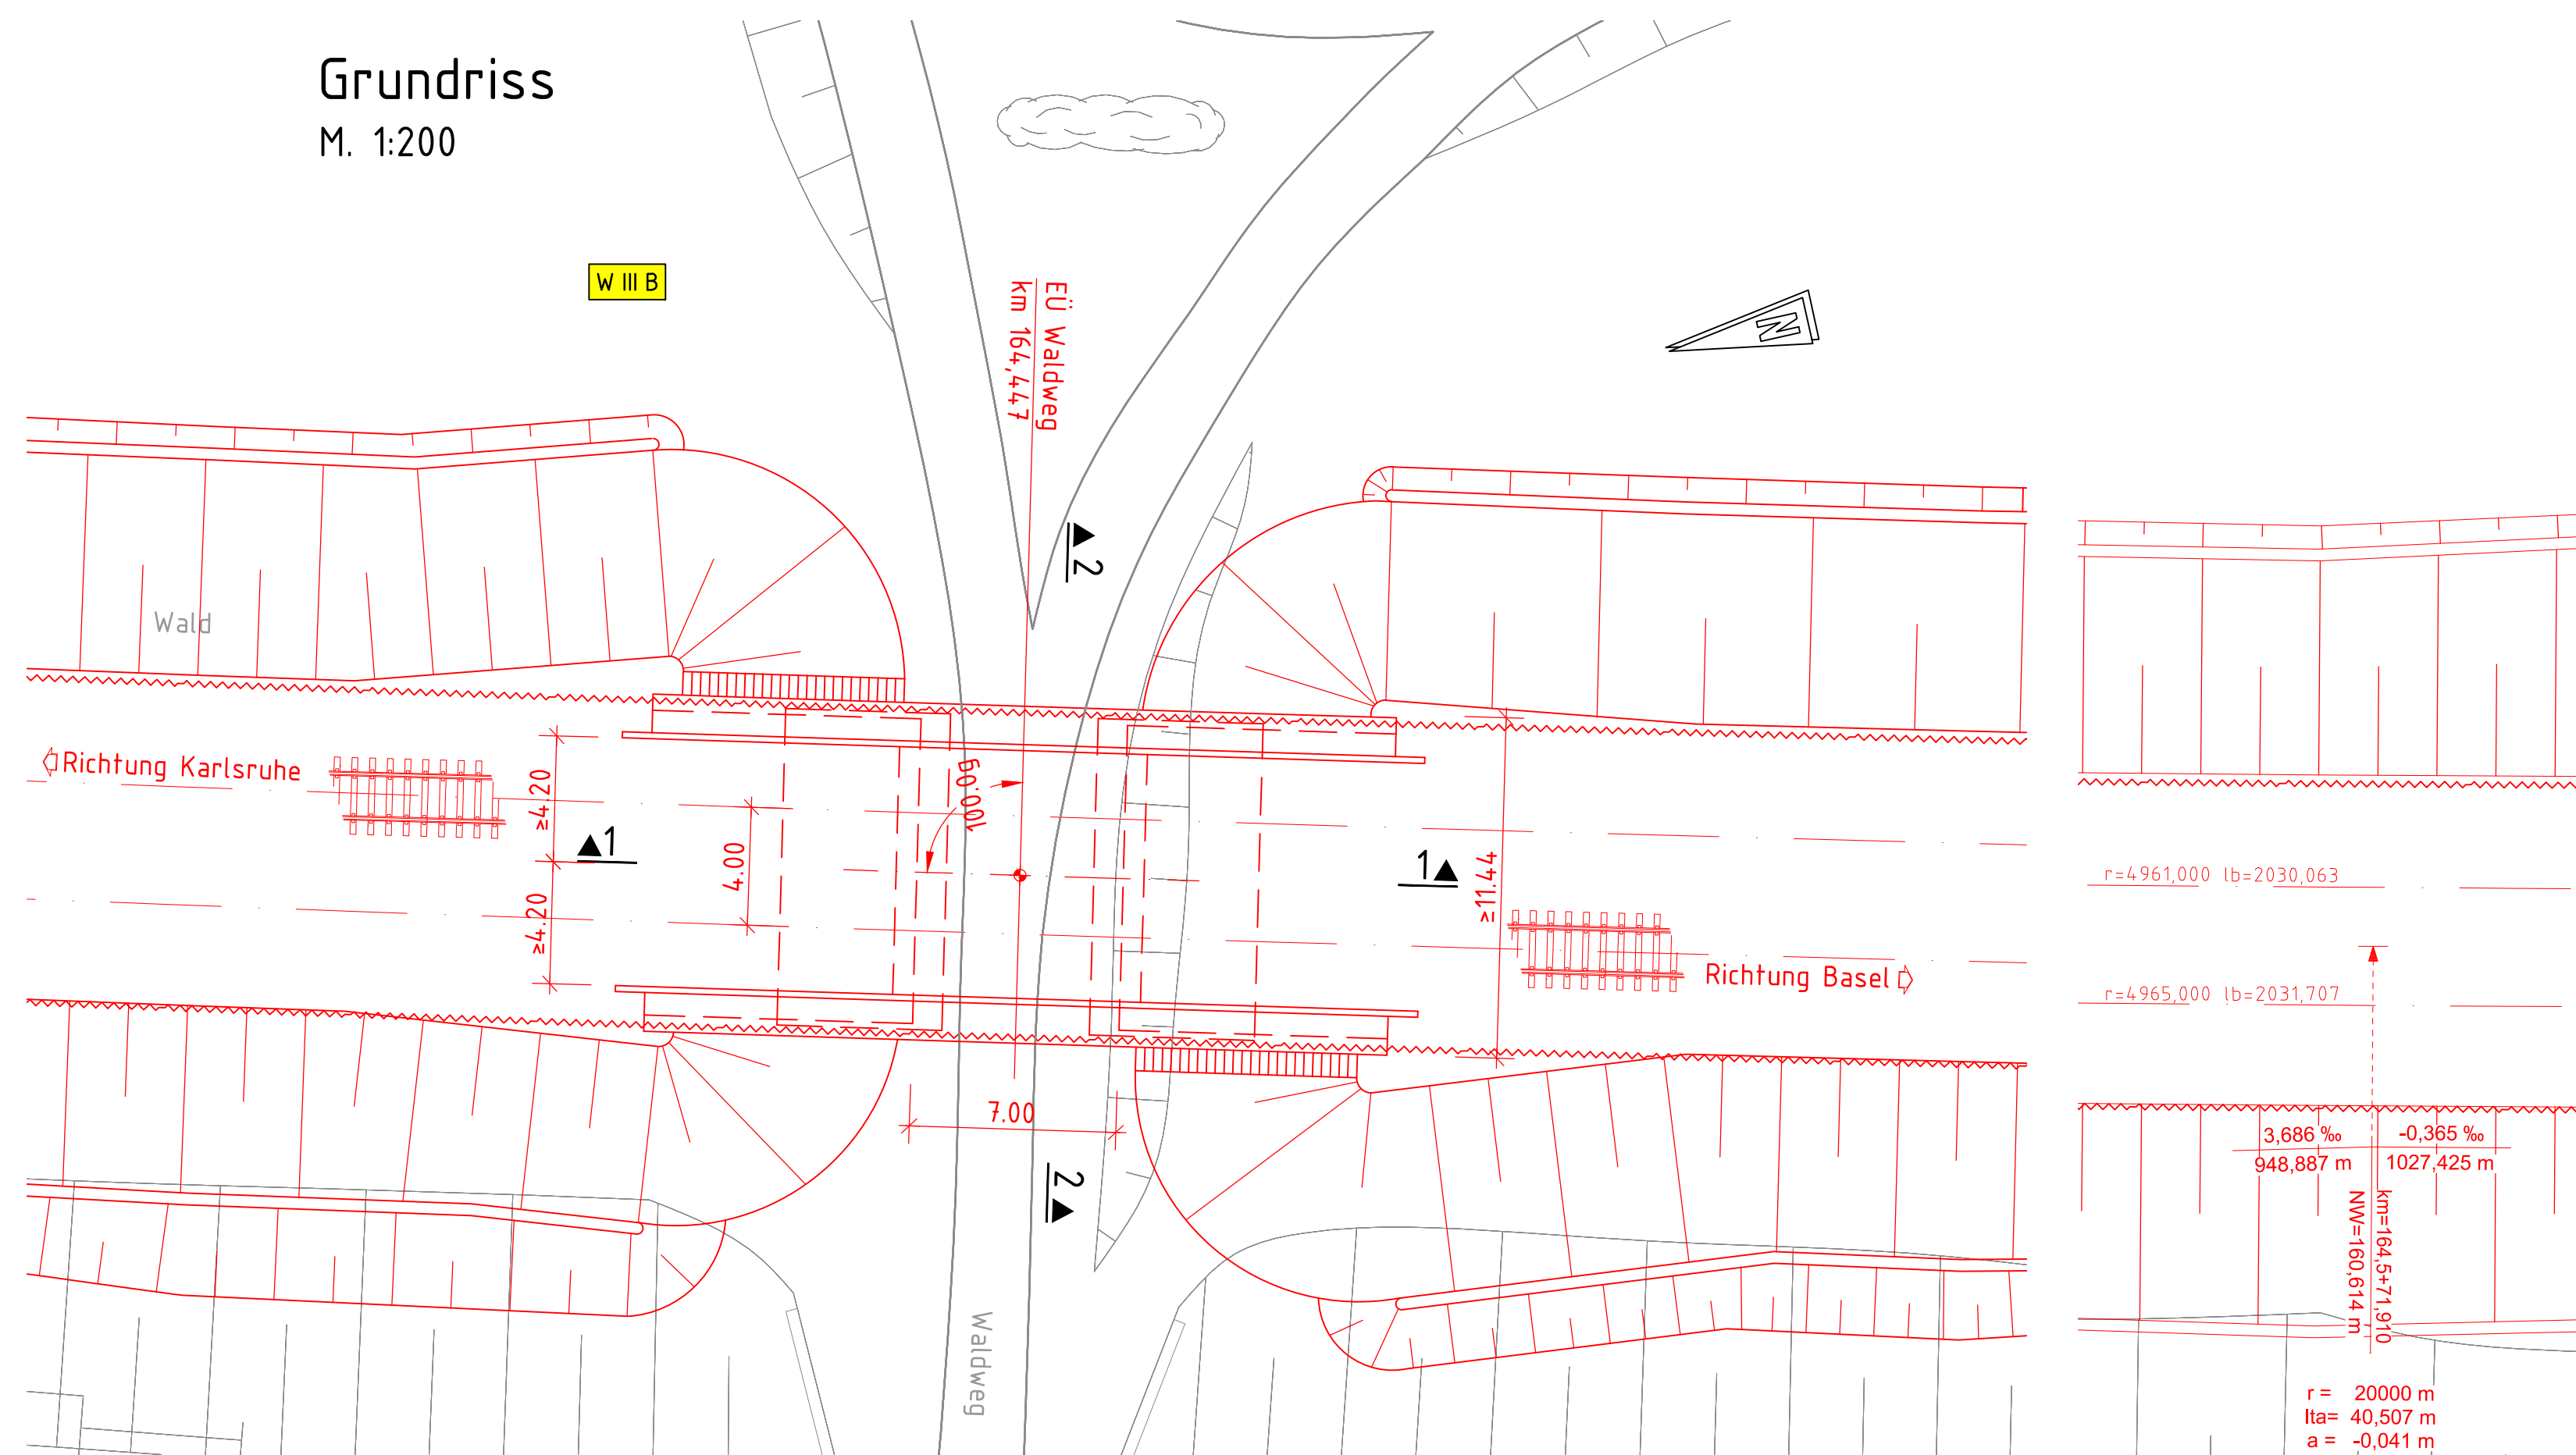 Grundriss
M. 1:200
W III B
EÜ Waldweg
km 164,447
N
2
Wald
Richtung Karlsruhe
≥4.20
≥4.20
1
4.00
100.00g
1
≥11.44
Richtung Basel
7.00
2
Waldweg
r=4961,000 lb=2030,063
r=4965,000 lb=2031,707
3,686 ‰
-0,365 ‰
948,887 m
1027,425 m
km=164,5+71,910
NW=160,614 m
r = 20000 m
lta= 40,507 m
a = -0,041 m